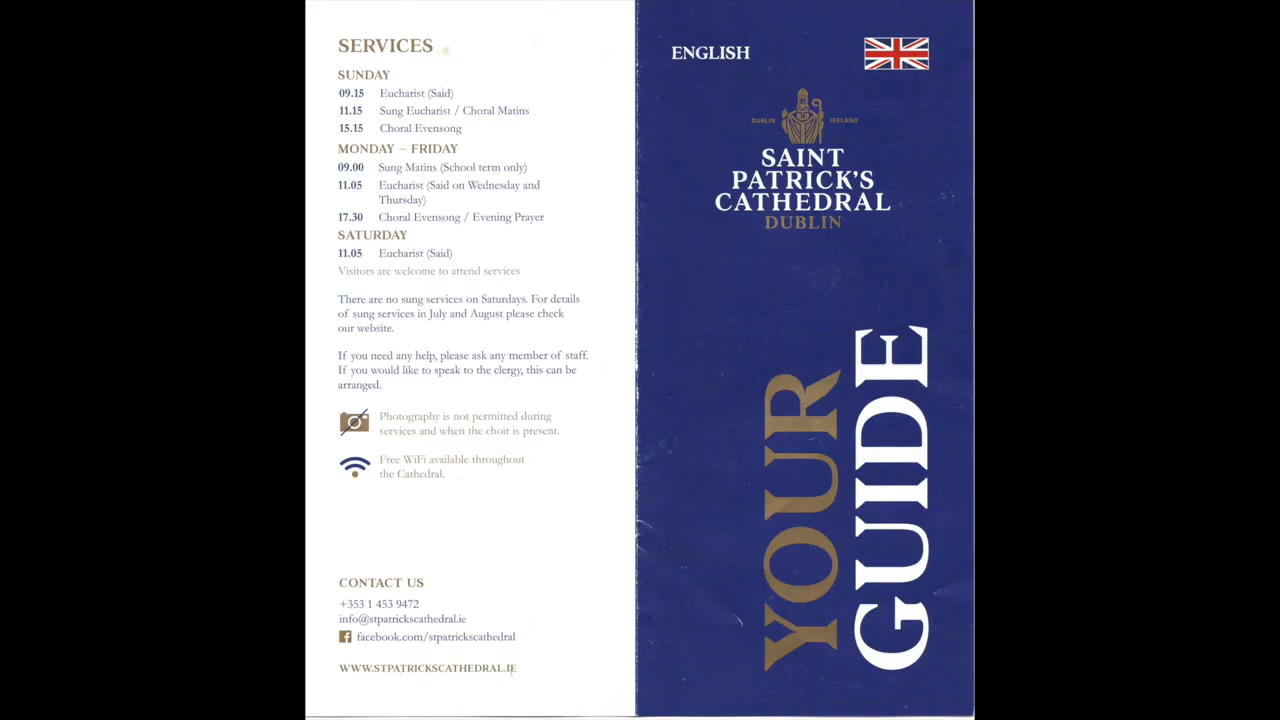 SERVICES
SUNDAY
09.15 Eucharist (Said)
11.15 Sung Eucharist / Choral Matins
15.15 Choral Evensong
MONDAY – FRIDAY
09.00 Sung Matins (School term only)
11.05 Eucharist (Said on Wednesday and
Thursday)
17.30 Choral Evensong / Evening Prayer
SATURDAY
11.05 Eucharist (Said)
Visitors are welcome to attend services
There are no sung services on Saturdays. For details
of sung services in July and August please check
our website.
If you need any help, please ask any member of staff.
If you would like to speak to the clergy, this can be
arranged.
Photography is not permitted during
services and when the choir is present.
Free WiFi available throughout
the Cathedral.
CONTACT US
+353 1 453 9472
info@stpatrickscathedral.ie
facebook.com/stpatrickscathedral
WWW.STPATRICKSCATHEDRAL.IE
ENGLISH
DUBLIN IRELAND
SAINT
PATRICK'S
CATHEDRAL
DUBLIN
YOUR
GUIDE